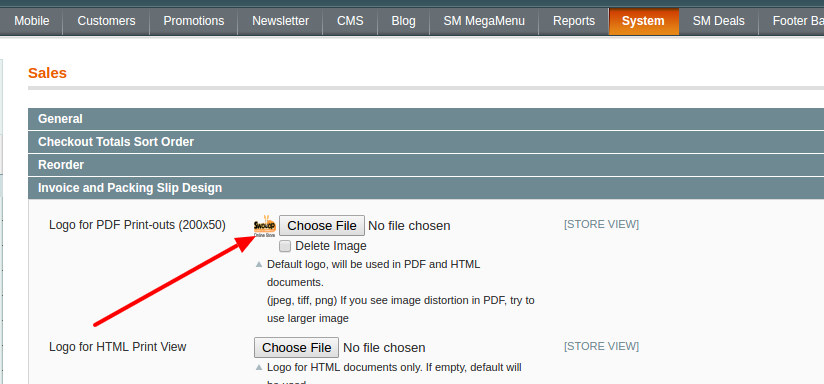 Mobile Customers Promotions Newsletter CMS Blog SM MegaMenu Reports System SM Deals Footer Ba
Sales
General
Checkout Totals Sort Order
Reorder
Invoice and Packing Slip Design
Logo for PDF Print-outs (200x50) Choose File No file chosen [STORE VIEW]
Online Store
Delete Image
Default logo, will be used in PDF and HTML
documents.
(jpeg, tiff, png) If you see image distortion in PDF, try to
use larger image
Logo for HTML Print View Choose File No file chosen [STORE VIEW]
Logo for HTML documents only. If empty, default will
be used.